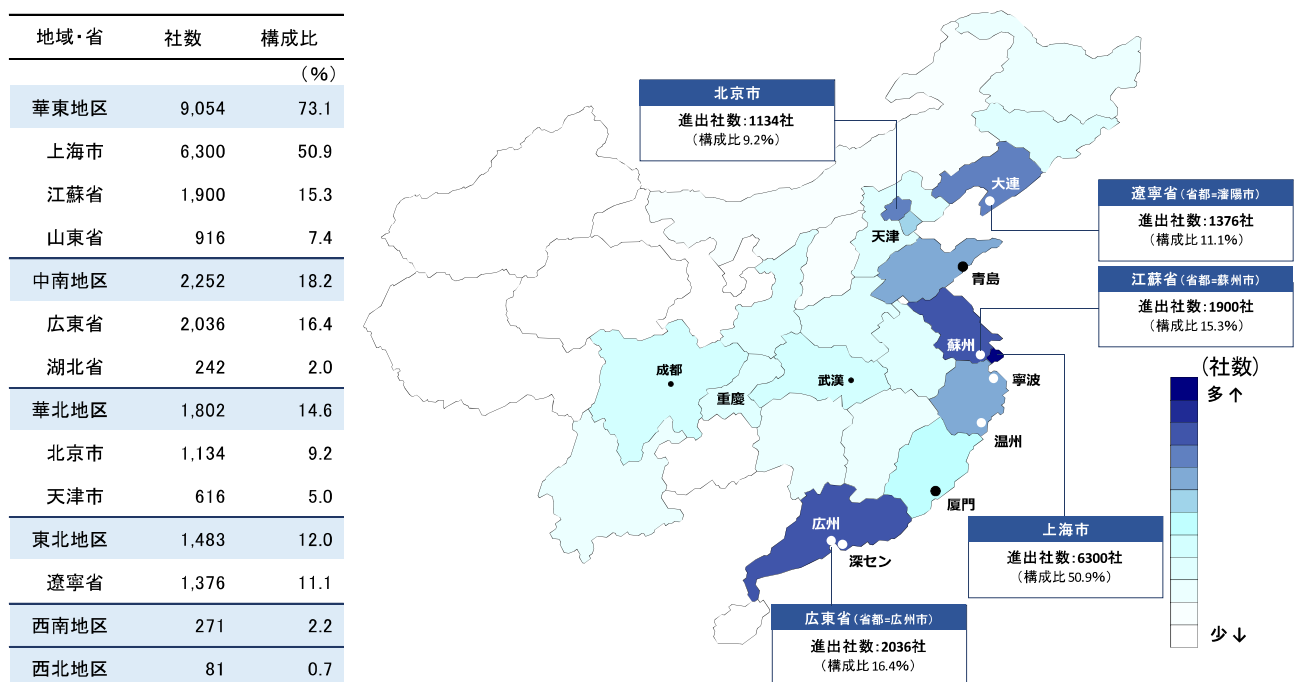 地域・省 社数 構成比
(%)
華東地区 9,054 73.1
上海市 6,300 50.9
江蘇省 1,900 15.3
山東省 916 7.4
中南地区 2,252 18.2
広東省 2,036 16.4
湖北省 242 2.0
華北地区 1,802 14.6
北京市 1,134 9.2
天津市 616 5.0
東北地区 1,483 12.0
遼寧省 1,376 11.1
西南地区 271 2.2
西北地区 81 0.7
北京市
進出社数:1134社
(構成比9.2%)
大連
遼寧省(省都=瀋陽市)
進出社数:1376社
(構成比11.1%)
天津
青島
江蘇省(省都=蘇州市)
進出社数:1900社
(構成比15.3%)
蘇州
成都
武漢
重慶
寧波
温州
厦門
広州
深セン
上海市
進出社数:6300社
(構成比50.9%)
広東省(省都=広州市)
進出社数:2036社
(構成比16.4%)
(社数)
多↑
少↓